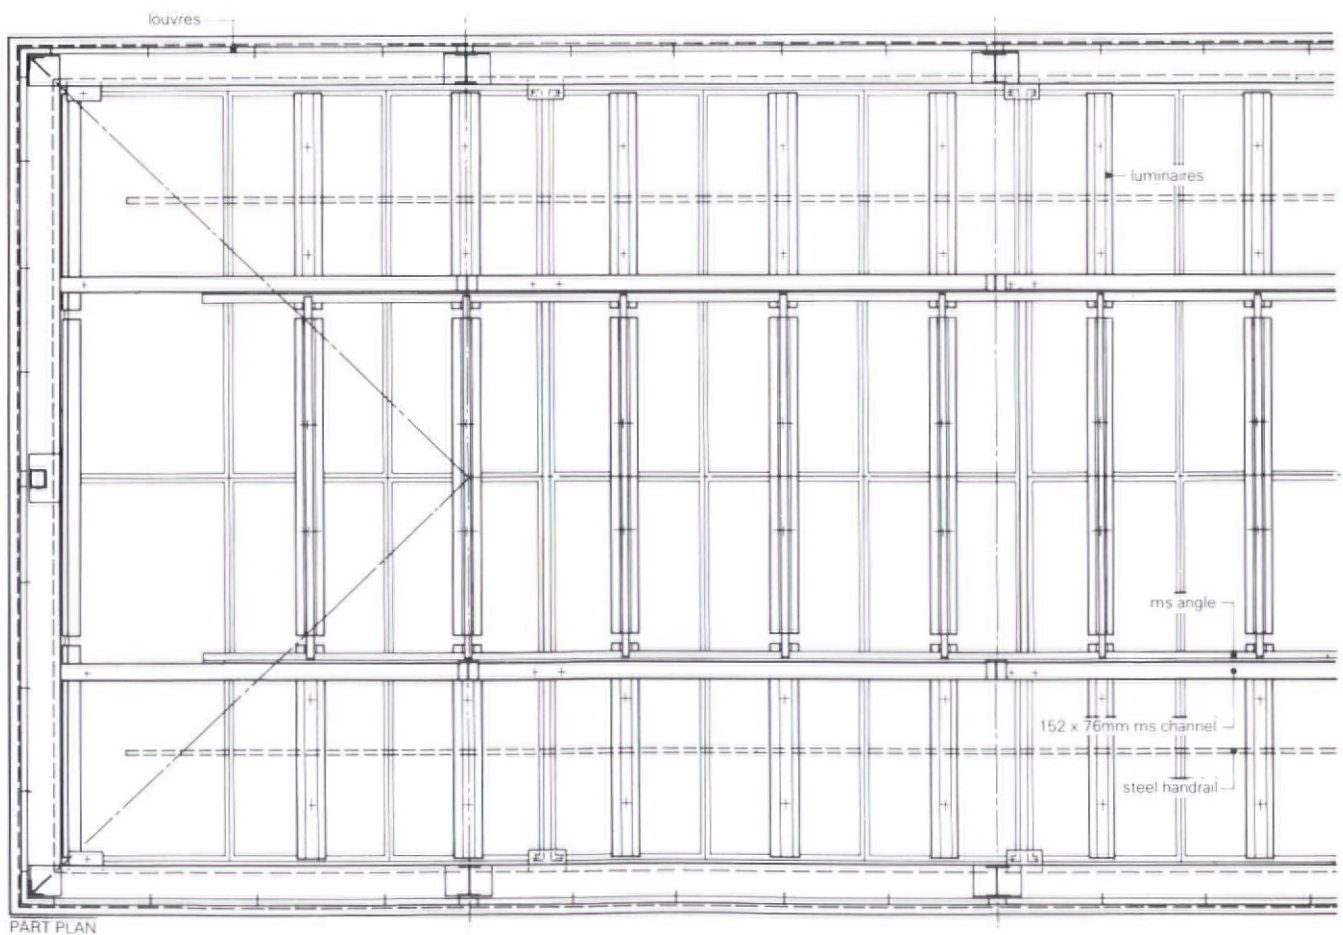 louvres
luminaires
ms angle
152 x 76mm ms channel
steel handrail
PART PLAN